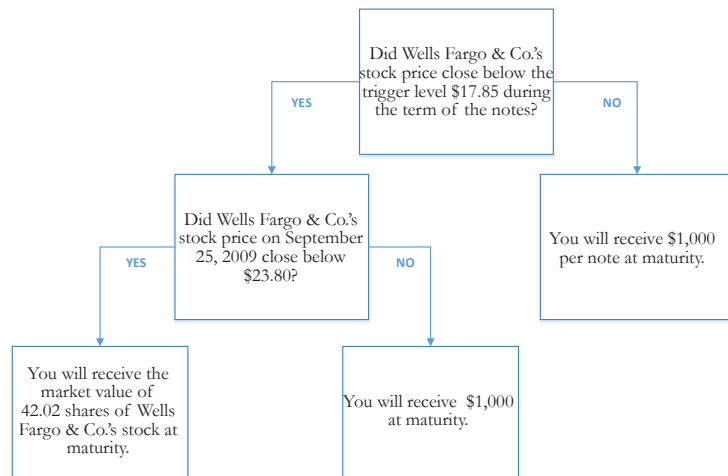 Did Wells Fargo & Co.'s
stock price close below the
trigger level $17.85 during
the term of the notes?
YES
NO
Did Wells Fargo & Co.'s
stock price on September
25, 2009 close below
$23.80?
You will receive $1,000
per note at maturity.
YES
NO
You will receive the
market value of
42.02 shares of Wells
Fargo & Co.'s stock at
maturity.
You will receive $1,000
at maturity.